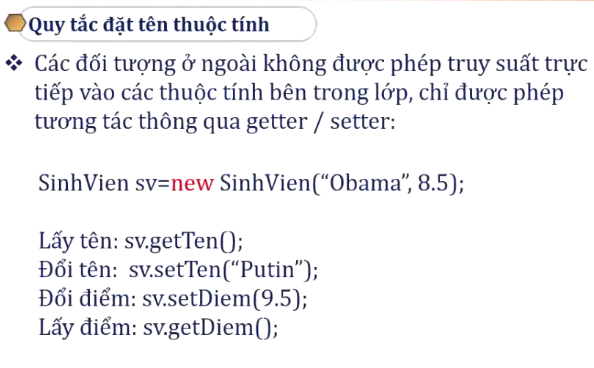 Quy tắc đặt tên thuộc tính
Các đối tượng ở ngoài không được phép truy suất trực
tiếp vào các thuộc tính bên trong lớp, chỉ được phép
tương tác thông qua getter / setter:
SinhVien sv=new SinhVien(“Obama”, 8.5);
Lấy tên: sv.getTen();
Đổi tên: sv.setTen(“Putin”);
Đổi điểm: sv.setDiem(9.5);
Lấy điểm: sv.getDiem();